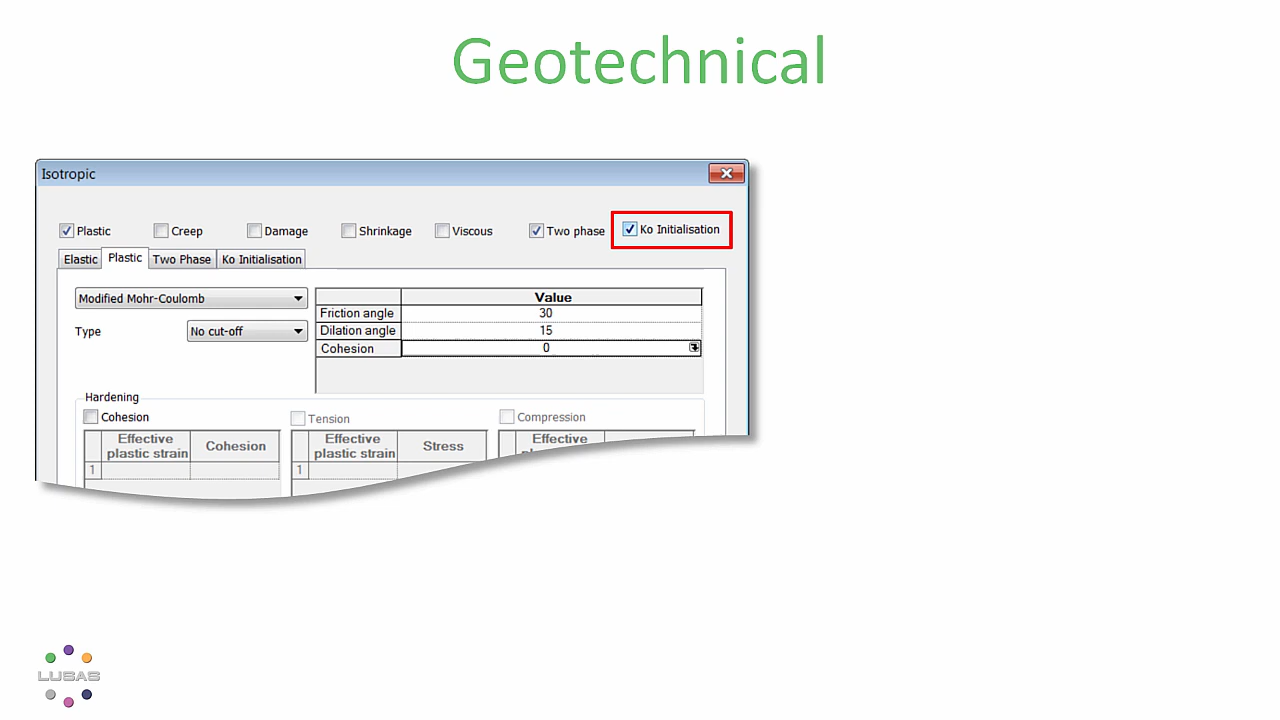 Geotechnical
Isotropic
Plastic Creep Damage Shrinkage Viscous Two phase Ko Initialisation
Elastic Plastic Two Phase Ko Initialisation
Modified Mohr-Coulomb
Value
Friction angle 30
Type No cut-off
Dilation angle 15
Cohesion 0
Hardening
Cohesion Tension Compression
Effective plastic strain Cohesion
Effective plastic strain Stress
Effective
1 1
LUSAS